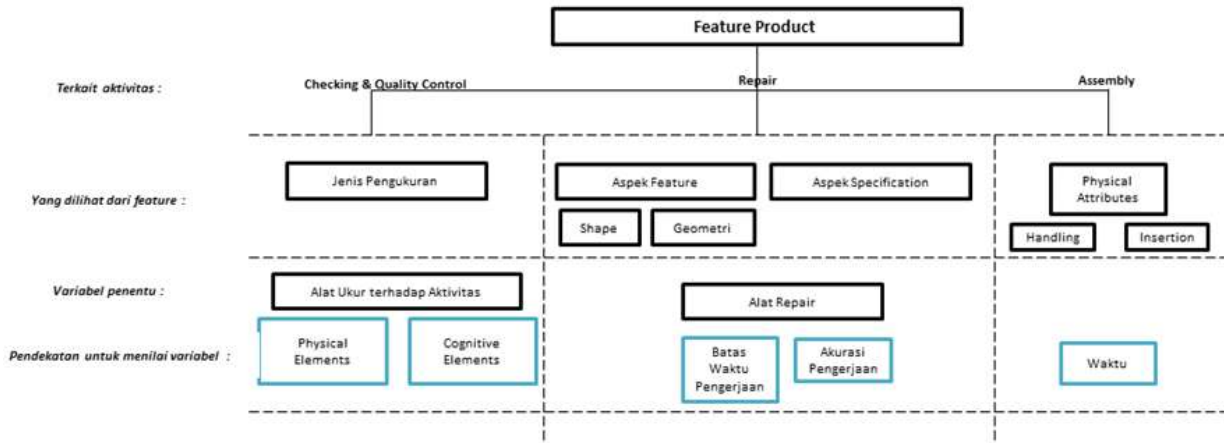 Feature Product
Terkait aktivitas :
Checking & Quality Control
Repair
Assembly
Yang dilihat dari feature :
Jenis Pengukuran
Aspek Feature
Aspek Specification
Physical
Attributes
Shape
Geometri
Handling
Insertion
Variabel penentu :
Alat Ukur terhadap Aktivitas
Alat Repair
Pendekatan untuk menilai variabel :
Physical
Elements
Cognitive
Elements
Batas
Waktu
Pengerjaan
Akurasi
Pengerjaan
Waktu